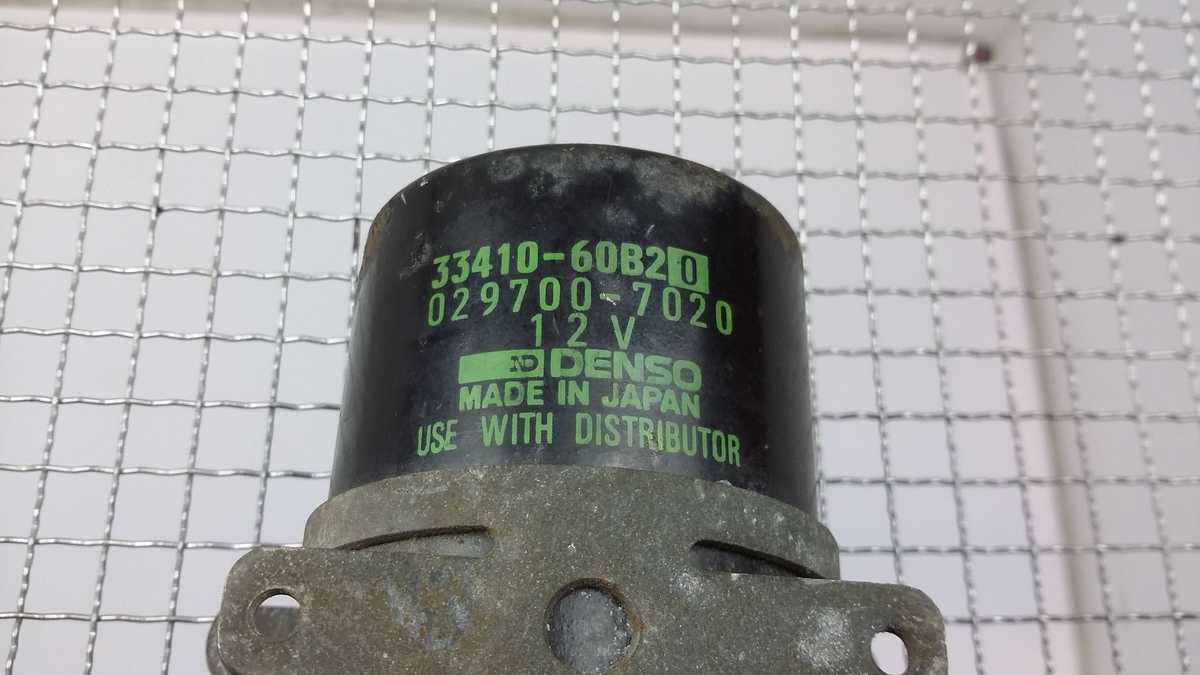 33410-60B20
029700-7020
12V
ND DENSO
MADE IN JAPAN
USE WITH DISTRIBUTOR